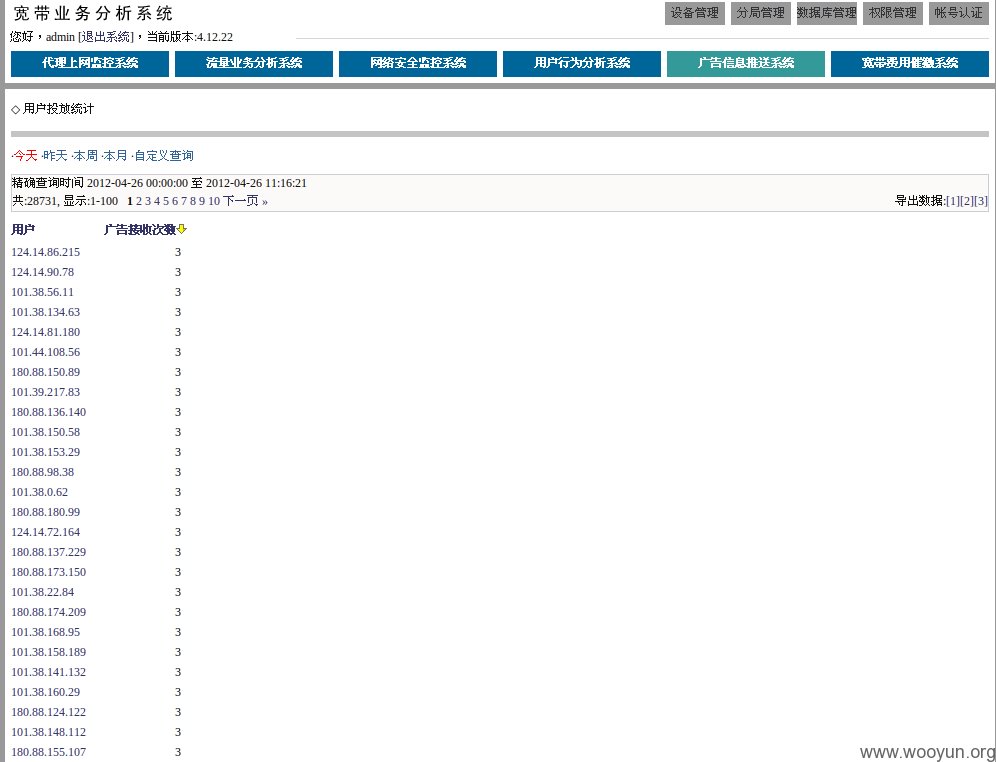 宽带业务分析系统
设备管理 分局管理 数据库管理 权限管理 帐号认证
您好，admin [退出系统]，当前版本:4.12.22
代理上网监控系统 流量业务分析系统 网络安全监控系统 用户行为分析系统 广告信息推送系统 宽带费用催缴系统
◇ 用户投放统计
·今天 ·昨天 ·本周 ·本月 ·自定义查询
精确查询时间 2012-04-26 00:00:00 至 2012-04-26 11:16:21
共:28731, 显示:1-100 1 2 3 4 5 6 7 8 9 10 下一页 » 导出数据:[1][2][3]
用户 广告接收次数
124.14.86.215 3
124.14.90.78 3
101.38.56.11 3
101.38.134.63 3
124.14.81.180 3
101.44.108.56 3
180.88.150.89 3
101.39.217.83 3
180.88.136.140 3
101.38.150.58 3
101.38.153.29 3
180.88.98.38 3
101.38.0.62 3
180.88.180.99 3
124.14.72.164 3
180.88.137.229 3
180.88.173.150 3
101.38.22.84 3
180.88.174.209 3
101.38.168.95 3
101.38.158.189 3
101.38.141.132 3
101.38.160.29 3
180.88.124.122 3
101.38.148.112 3
180.88.155.107 3
www.wooyun.org